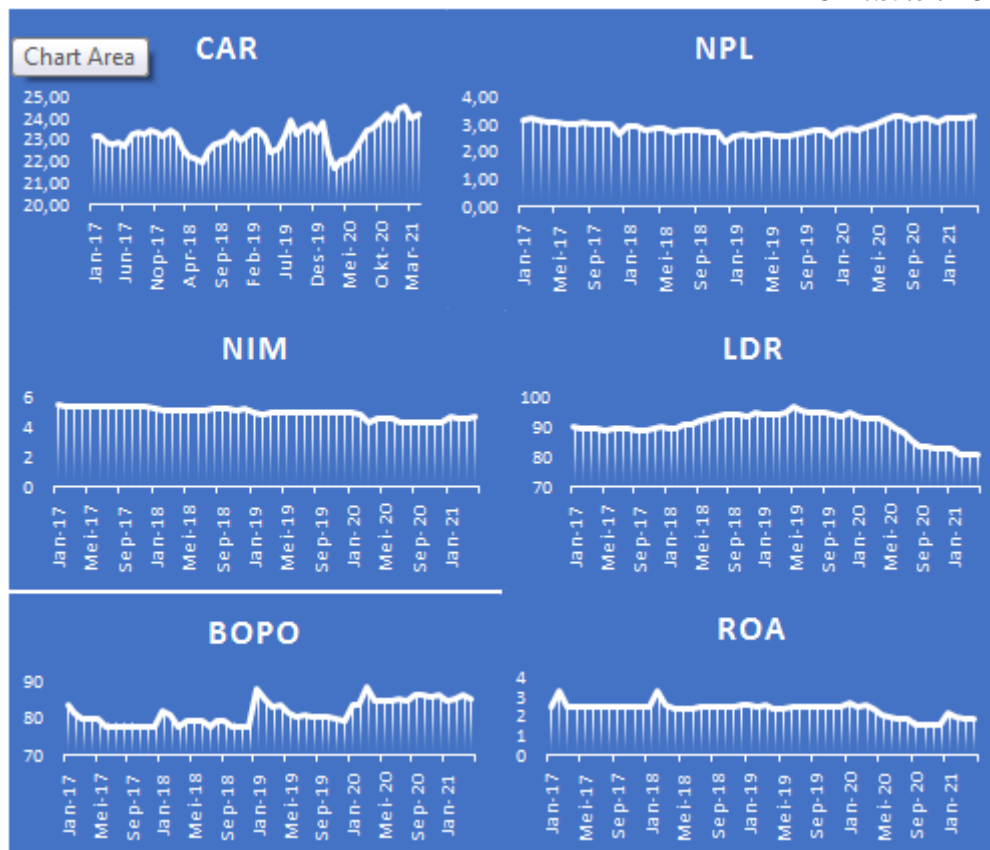 Chart Area
CAR
25,00
24,00
23,00
22,00
21,00
20,00
Jan-17
Jun-17
Nop-17
Apr-18
Sep-18
Feb-19
Jul-19
Des-19
Mei-20
Okt-20
Mar-21
NPL
4,00
3,00
2,00
1,00
0,00
Jan-17
Mei-17
Sep-17
Jan-18
Mei-18
Sep-18
Jan-19
Mei-19
Sep-19
Jan-20
Mei-20
Sep-20
Jan-21
NIM
6
4
2
0
Jan-17
Mei-17
Sep-17
Jan-18
Mei-18
Sep-18
Jan-19
Mei-19
Sep-19
Jan-20
Mei-20
Sep-20
Jan-21
LDR
100
90
80
70
Jan-17
Mei-17
Sep-17
Jan-18
Mei-18
Sep-18
Jan-19
Mei-19
Sep-19
Jan-20
Mei-20
Sep-20
Jan-21
BOPO
90
80
70
Jan-17
Mei-17
Sep-17
Jan-18
Mei-18
Sep-18
Jan-19
Mei-19
Sep-19
Jan-20
Mei-20
Sep-20
Jan-21
ROA
4
3
2
1
0
Jan-17
Mei-17
Sep-17
Jan-18
Mei-18
Sep-18
Jan-19
Mei-19
Sep-19
Jan-20
Mei-20
Sep-20
Jan-21